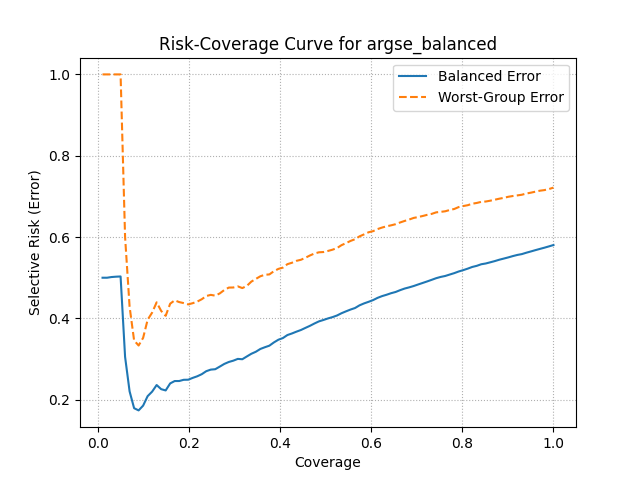 Risk-Coverage Curve for argse_balanced
Balanced Error
Worst-Group Error
Selective Risk (Error)
1.0
0.8
0.6
0.4
0.2
0.0 0.2 0.4 0.6 0.8 1.0
Coverage